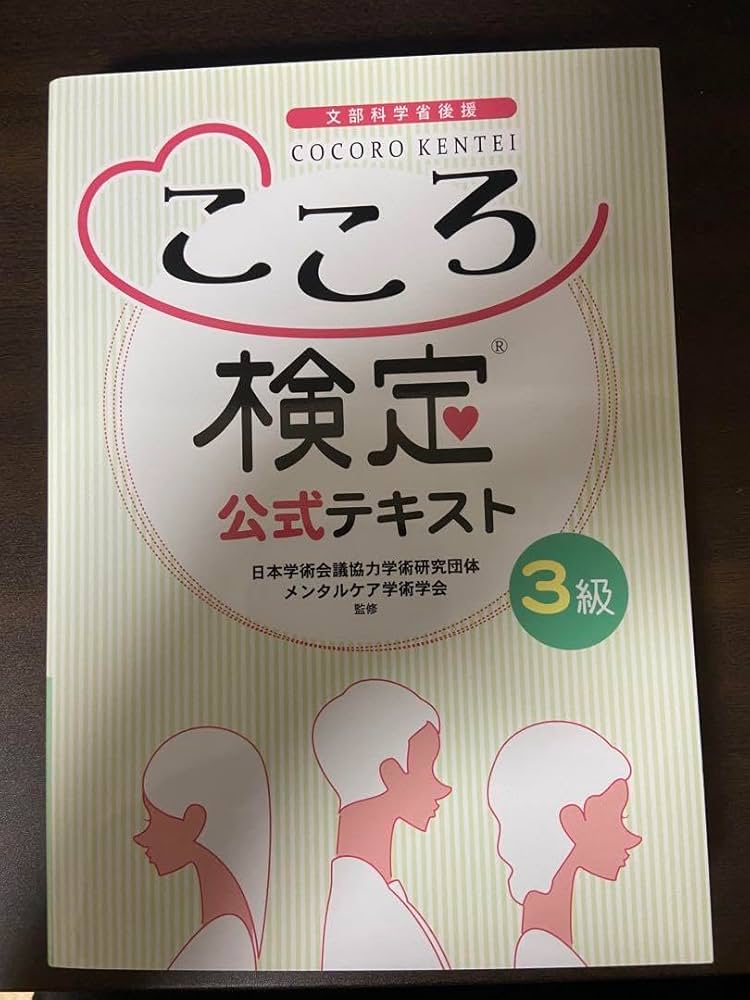 文部科学省後援
COCORO KENTEI
こころ
検定®
公式テキスト
日本学術会議協力学術研究団体
メンタルケア学術学会
監修
3級